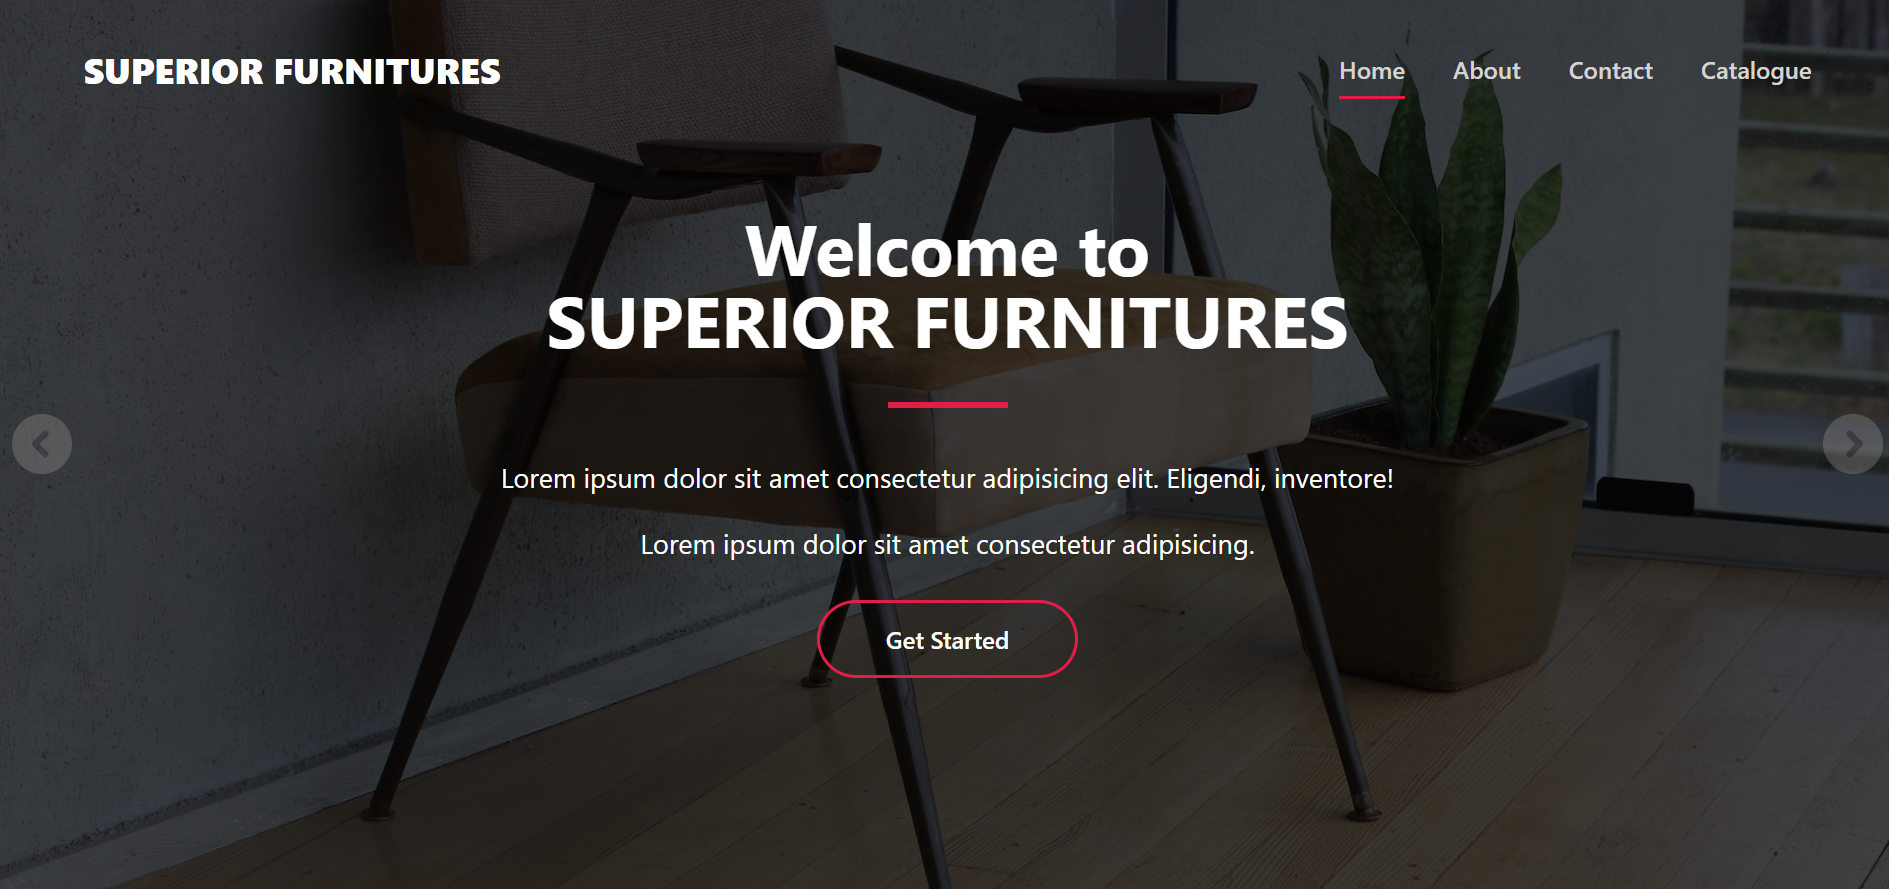 SUPERIOR FURNITURES
Home About Contact Catalogue
Welcome to
SUPERIOR FURNITURES
Lorem ipsum dolor sit amet consectetur adipisicing elit. Eligendi, inventore!
Lorem ipsum dolor sit amet consectetur adipisicing.
Get Started